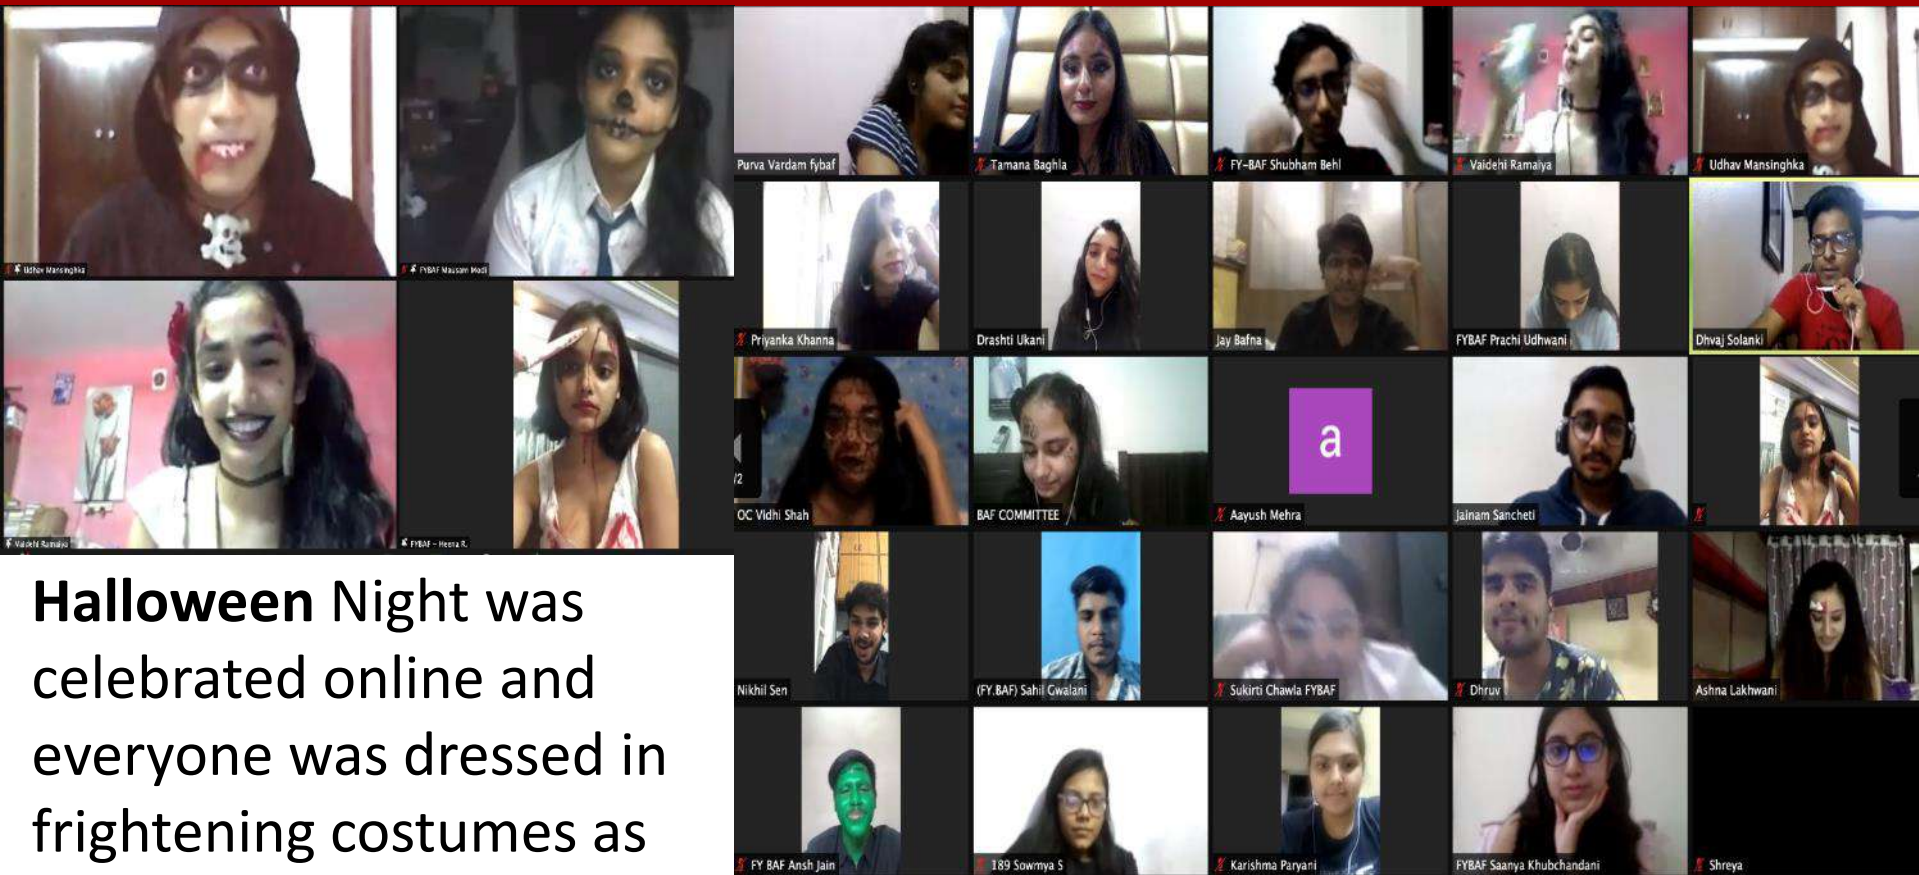 Udhav Mansinghka
FYBAF Mausam Modi
Vaidehi Ramaiya
FYBAF - Heena R.
Halloween Night was
celebrated online and
everyone was dressed in
frightening costumes as
Purva Vardam fybaf
Tamana Baghla
FY-BAF Shubham Behl
Vaidehi Ramaiya
Udhav Mansinghka
Priyanka Khanna
Drashti Ukani
Jay Bafna
FYBAF Prachi Udhwani
Dhvaj Solanki
/2
OC Vidhi Shah
BAF COMMITTEE
a
Aayush Mehra
Jainam Sancheti
Nikhil Sen
(FY.BAF) Sahil Gwalani
Sukirti Chawla FYBAF
Dhruv
Ashna Lakhwani
FY BAF Ansh Jain
189 Sowmya S
Karishma Paryani
FYBAF Saanya Khubchandani
Shreya